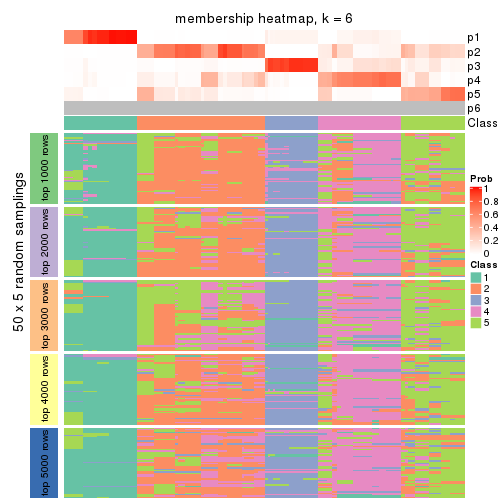 membership heatmap, k = 6
p1
p2
p3
p4
p5
p6
Class
50 x 5 random samplings
top 1000 rows
top 2000 rows
top 3000 rows
top 4000 rows
top 5000 rows
Prob
1
0.8
0.6
0.4
0.2
0
Class
1
2
3
4
5